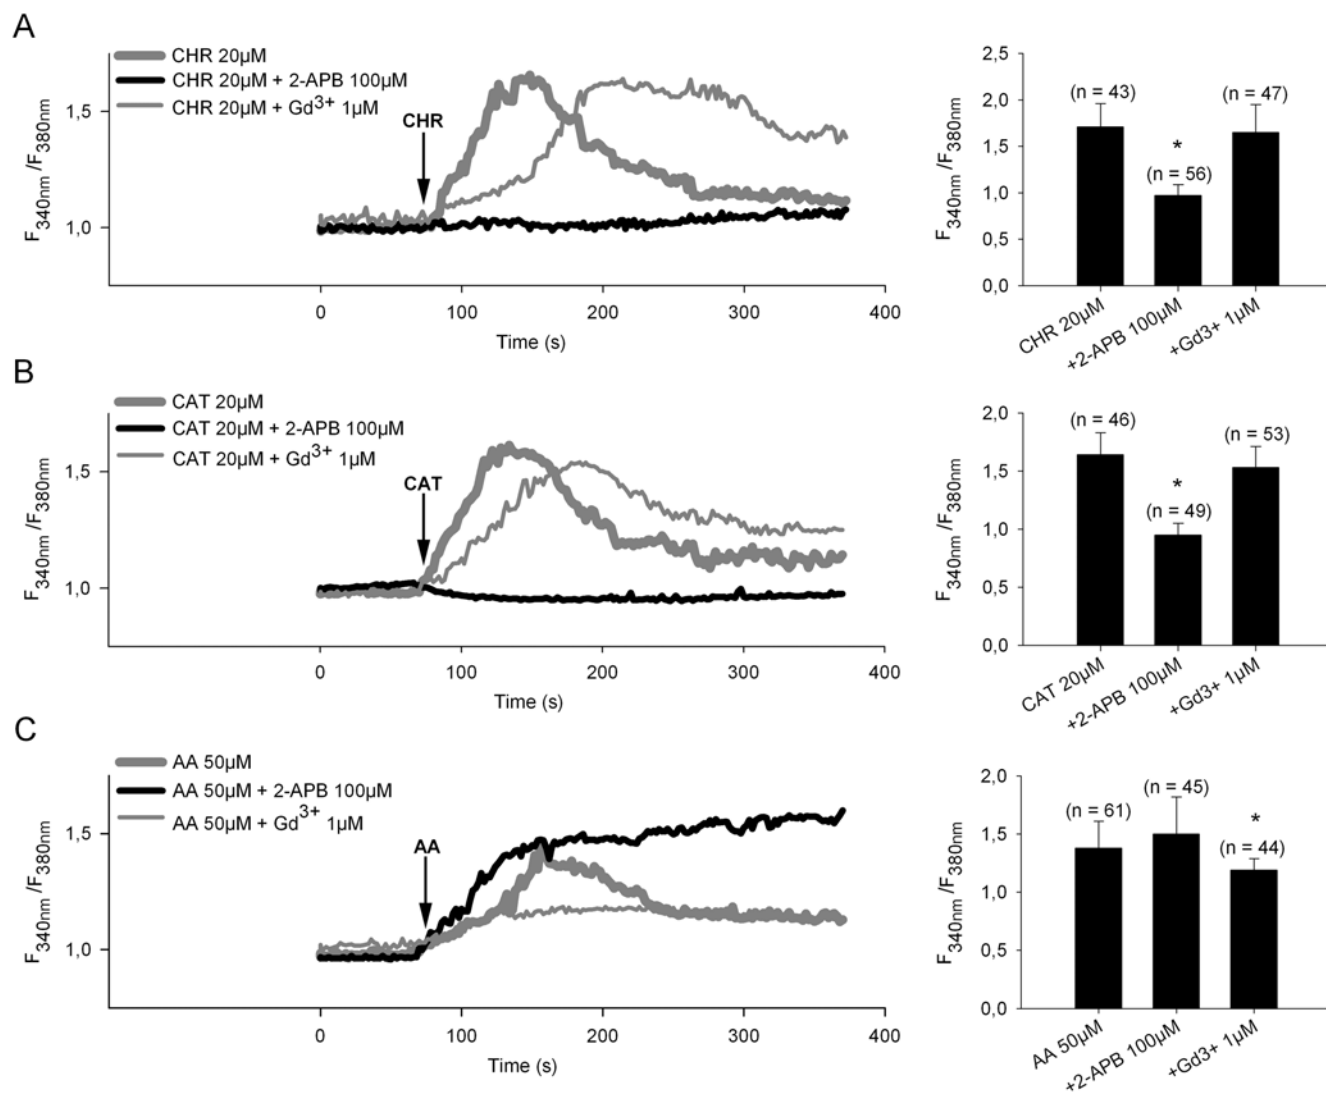 A
CHR 20µM
CHR 20µM + 2-APB 100µM
CHR 20µM + Gd3+ 1µM
CHR
F340nm /F380nm
1,5
1,0
0 100 200 300 400
Time (s)
F340nm /F380nm
2,5
2,0
1,5
1,0
0,5
0,0
(n = 43)
*
(n = 56)
(n = 47)
CHR 20µM
+2-APB 100µM
+Gd3+ 1µM
B
CAT 20µM
CAT 20µM + 2-APB 100µM
CAT 20µM + Gd3+ 1µM
CAT
F340nm /F380nm
1,5
1,0
0 100 200 300 400
Time (s)
F340nm /F380nm
2,0
1,5
1,0
0,5
0,0
(n = 46)
*
(n = 49)
(n = 53)
CAT 20µM
+2-APB 100µM
+Gd3+ 1µM
C
AA 50µM
AA 50µM + 2-APB 100µM
AA 50µM + Gd3+ 1µM
AA
F340nm /F380nm
1,5
1,0
0 100 200 300 400
Time (s)
F340nm /F380nm
2,0
1,5
1,0
0,5
0,0
(n = 61)
(n = 45)
*
(n = 44)
AA 50µM
+2-APB 100µM
+Gd3+ 1µM